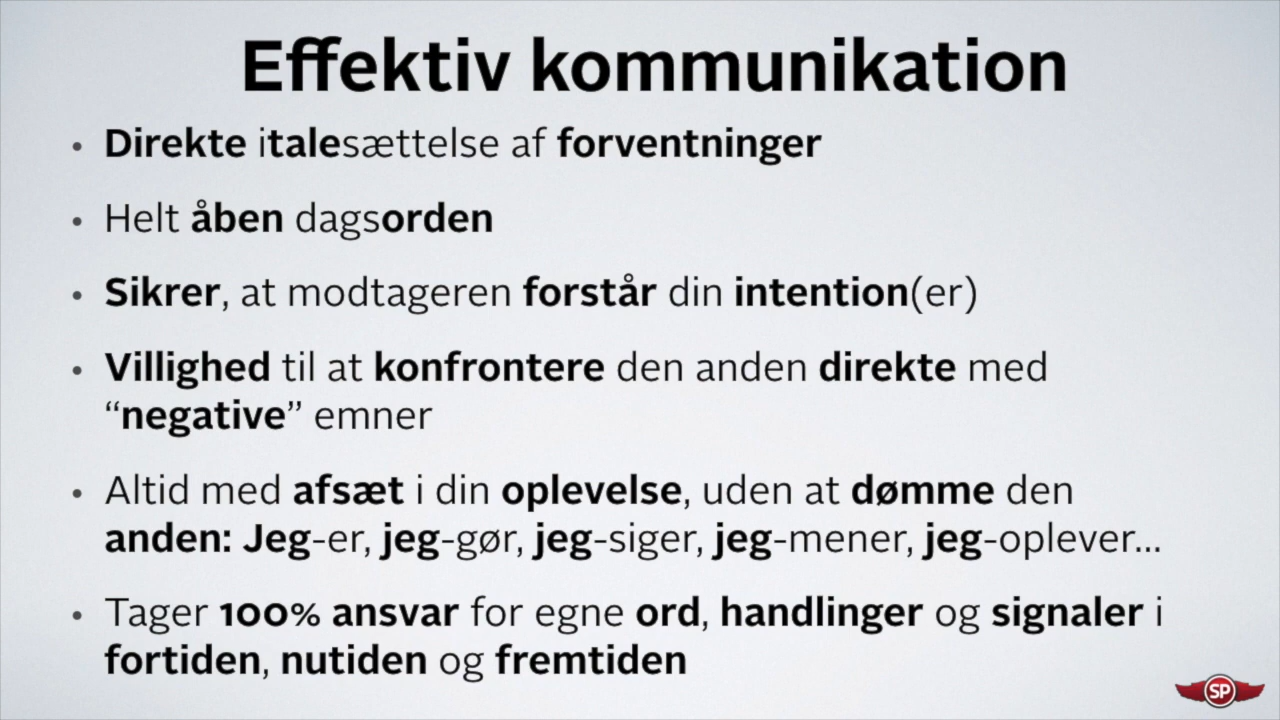 Effektiv kommunikation
• Direkte italesættelse af forventninger
• Helt åben dagsorden
• Sikrer, at modtageren forstår din intention(er)
• Villighed til at konfrontere den anden direkte med
“negative” emner
• Altid med afsæt i din oplevelse, uden at dømme den
anden: Jeg-er, jeg-gør, jeg-siger, jeg-mener, jeg-oplever...
• Tager 100% ansvar for egne ord, handlinger og signaler i
fortiden, nutiden og fremtiden
SP